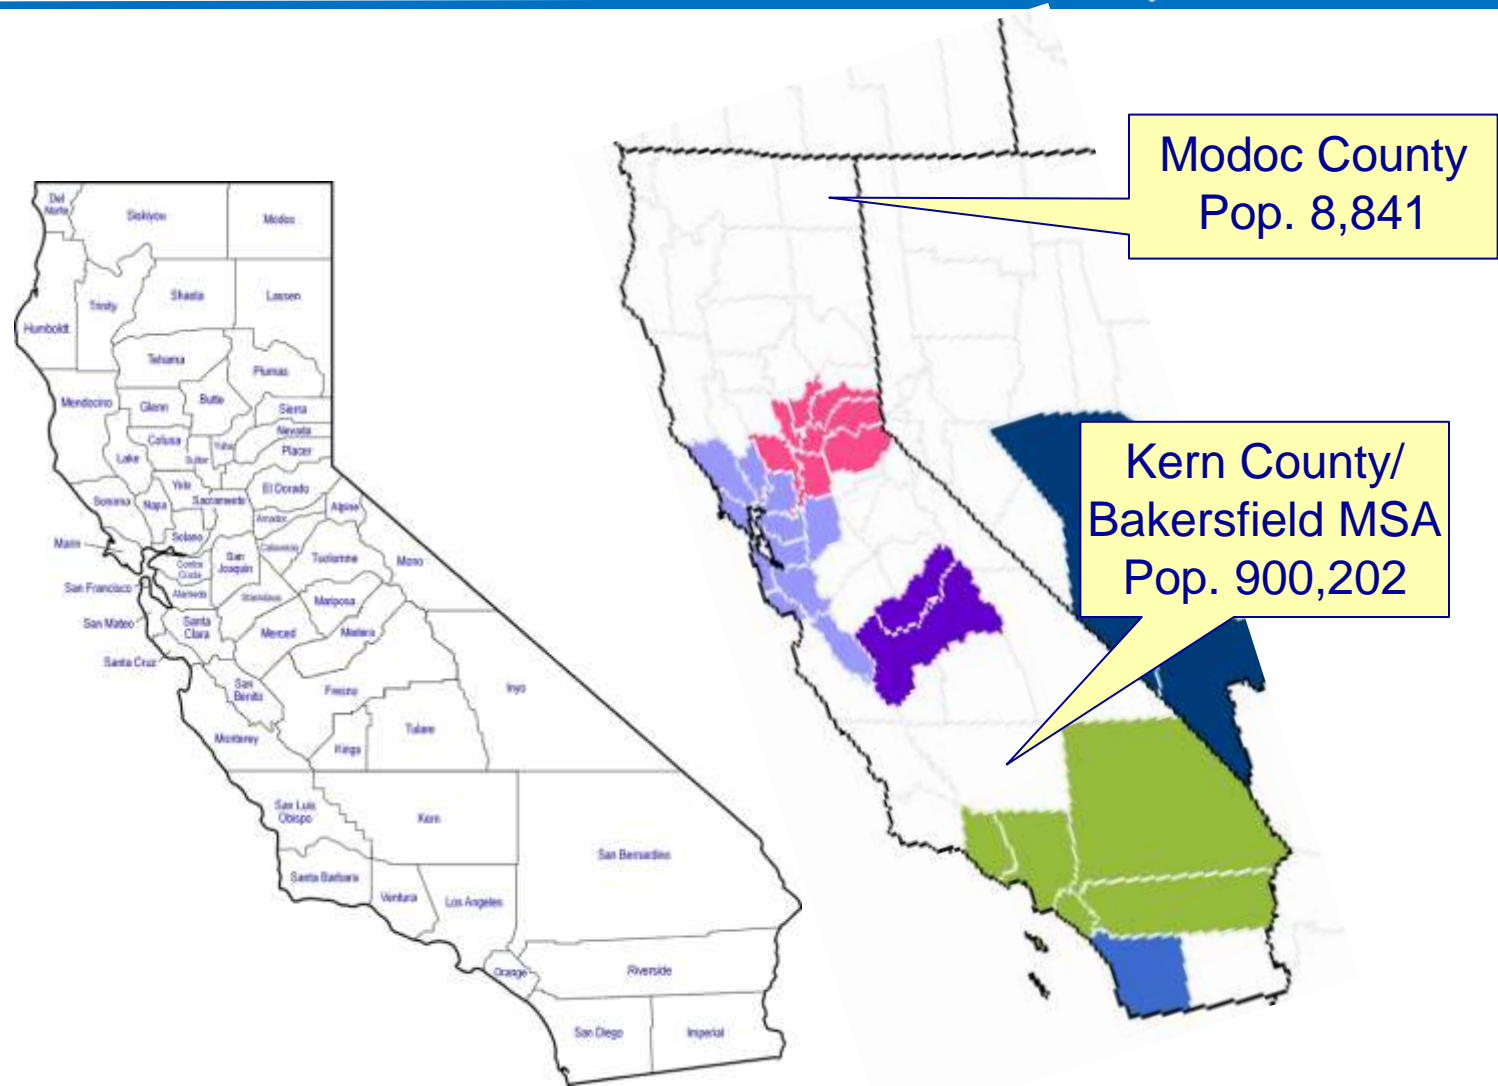 Del
Norte
Siskiyou
Modoc
Shasta
Lassen
Trinity
Humboldt
Tehama
Plumas
Mendocino
Glenn
Butte
Sierra
Nevada
Colusa
Yuba
Placer
Sutter
Lake
Yolo
El Dorado
Sonoma
Napa
Sacramento
Alpine
Amador
Solano
Marin
Calaveras
Tuolumne
Mono
San
Joaquin
Contra
Costa
San Francisco
Alameda
Stanislaus
Mariposa
San Mateo
Santa
Clara
Merced
Madera
Santa Cruz
San
Benito
Fresno
Inyo
Tulare
Monterey
Kings
San Luis
Obispo
Kern
San Bernardino
Santa Barbara
Ventura
Los Angeles
Orange
Riverside
San Diego
Imperial
Modoc County
Pop. 8,841
Kern County/
Bakersfield MSA
Pop. 900,202